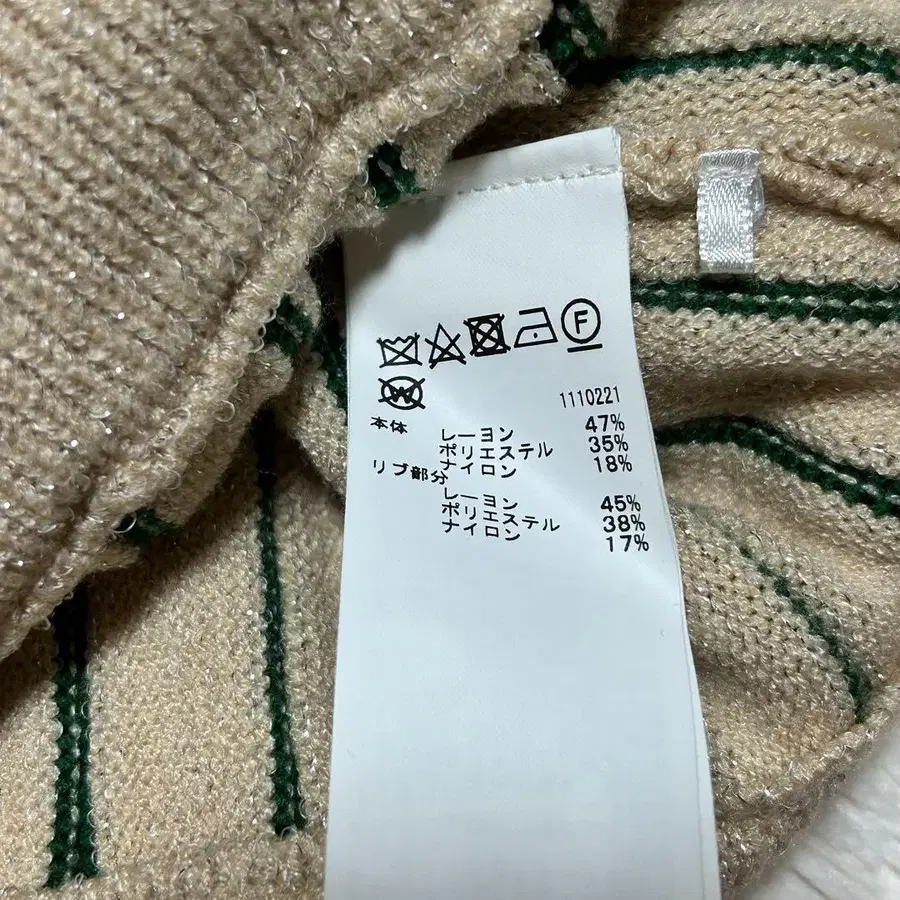 F
W
1110221
本体
レーヨン 47%
ポリエステル 35%
ナイロン 18%
リブ部分
レーヨン 45%
ポリエステル 38%
ナイロン 17%